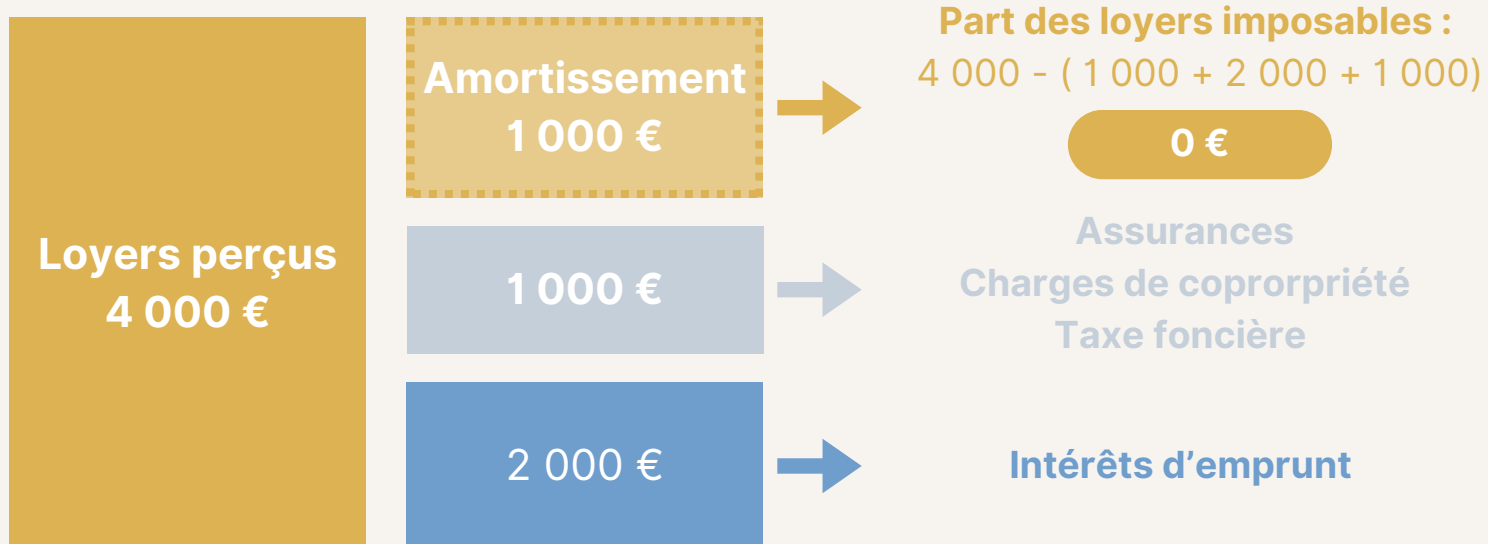 Loyers perçus
4 000 €
Amortissement
1 000 €
Part des loyers imposables :
4 000 - ( 1 000 + 2 000 + 1 000)
0 €
1 000 €
Assurances
Charges de coprorpriété
Taxe foncière
2 000 €
Intérêts d’emprunt